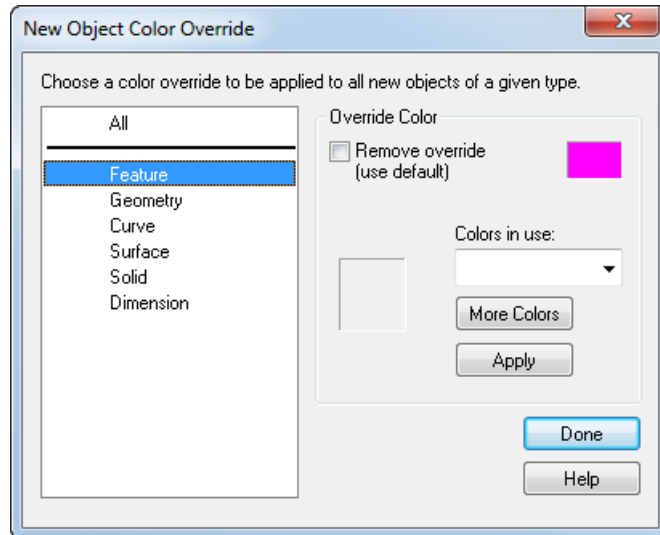 New Object Color Override
Choose a color override to be applied to all new objects of a given type.
All
Feature
Geometry
Curve
Surface
Solid
Dimension
Override Color
Remove override
(use default)
Colors in use:
More Colors
Apply
Done
Help